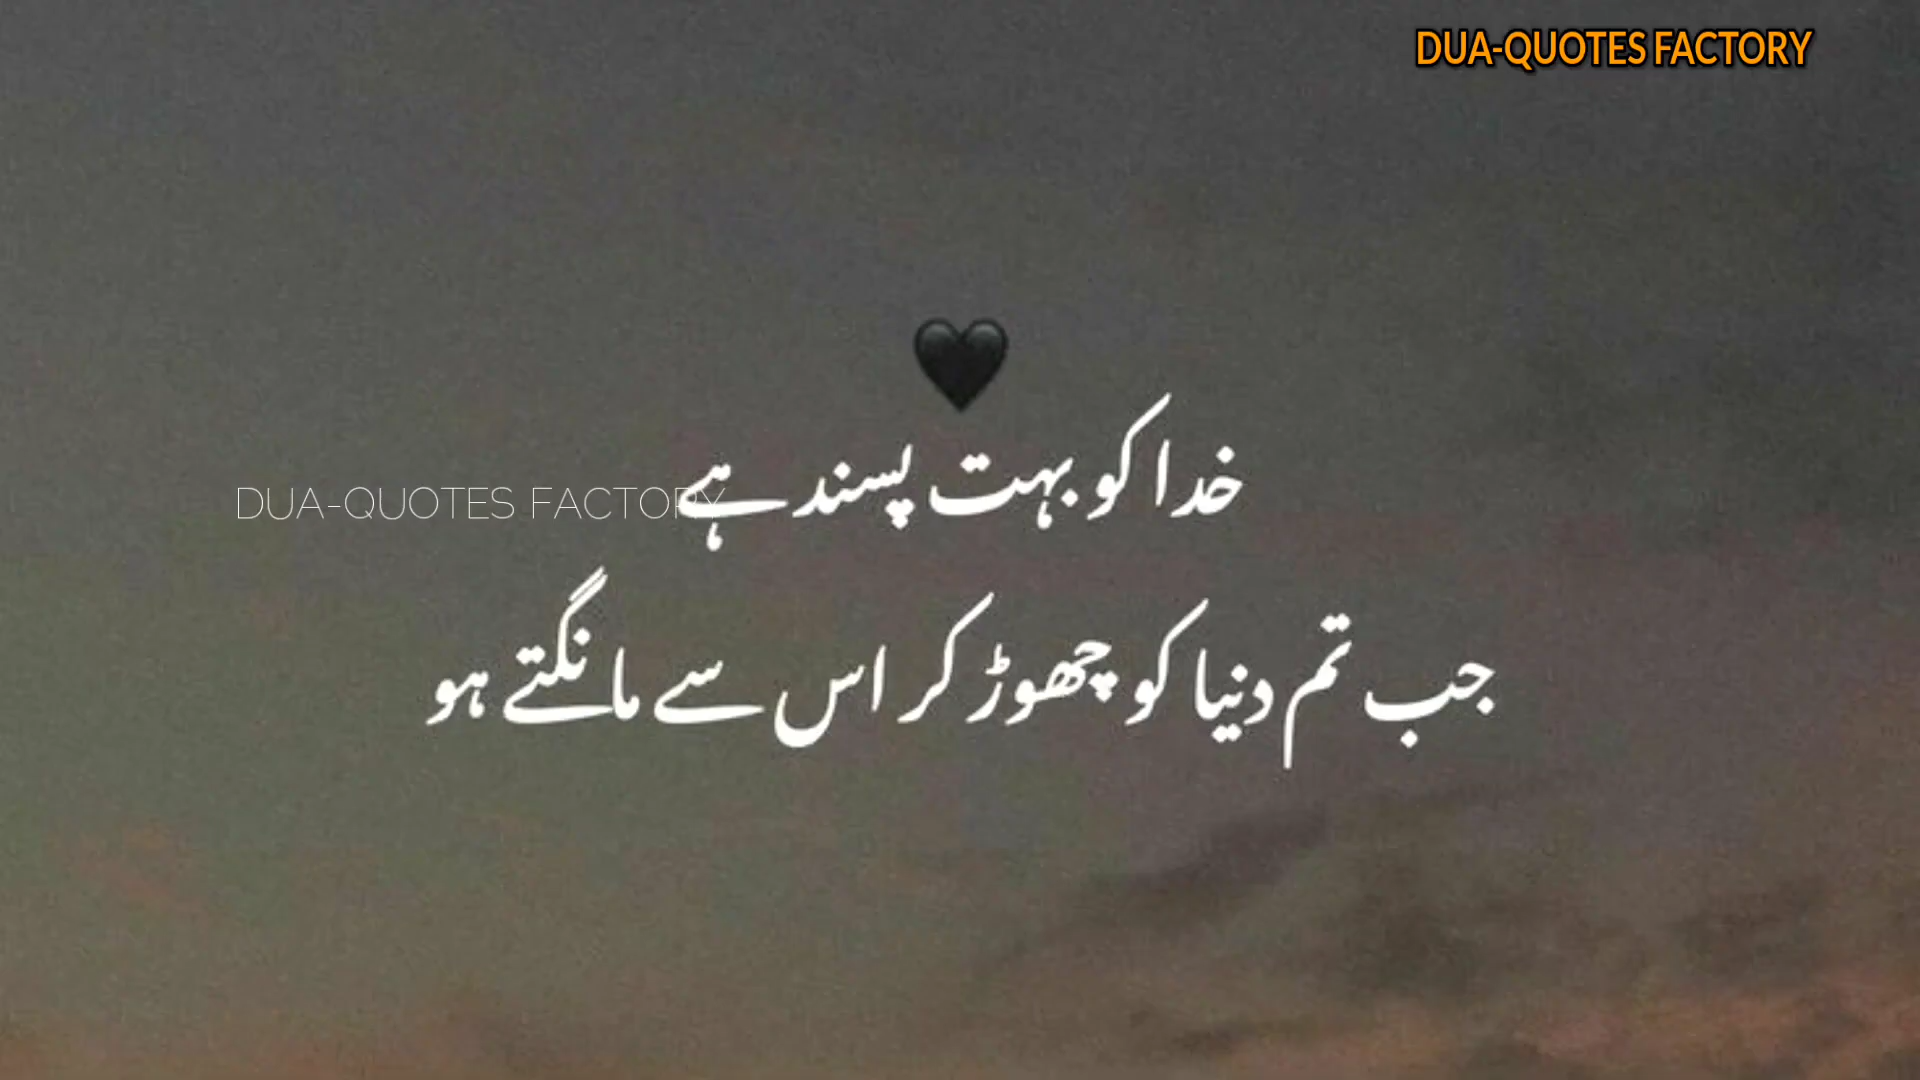 DUA-QUOTES FACTORY
🖤
خدا کو بہت پسند ہے
DUA-QUOTES FACTORY
جب تم دنیا کو چھوڑ کر اس سے مانگتے ہو